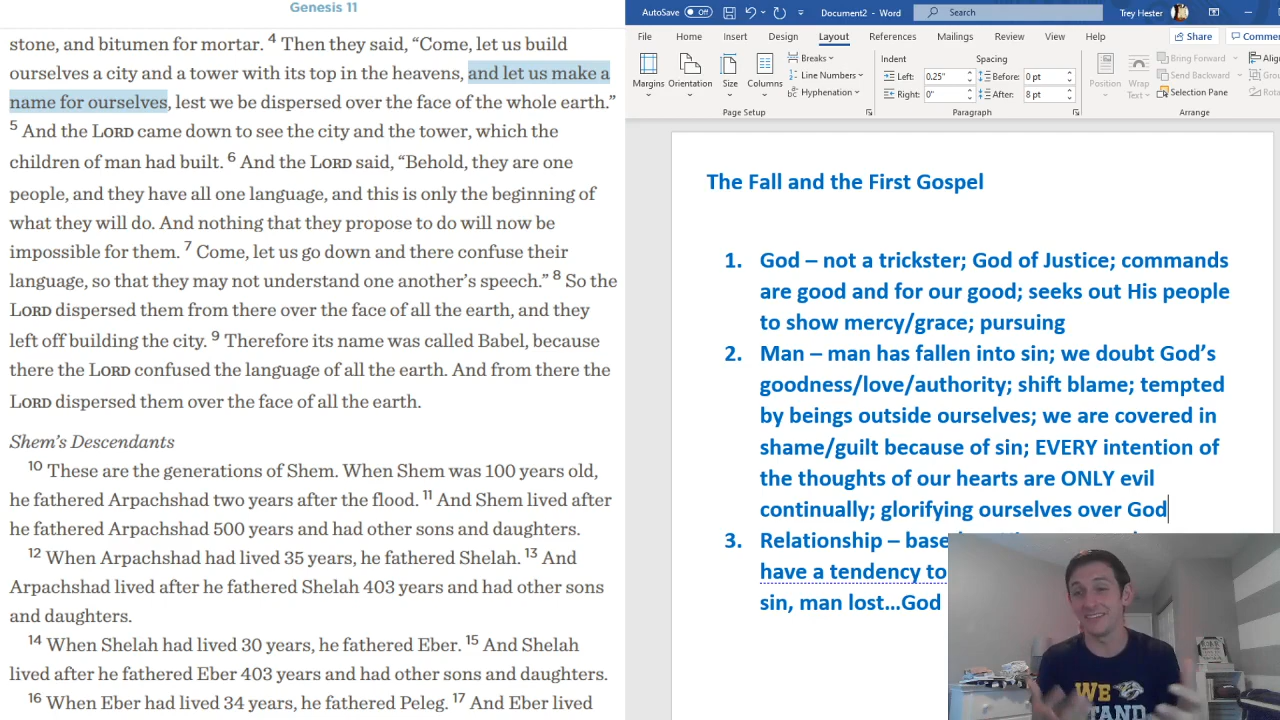 Genesis 11
stone, and bitumen for mortar. 4 Then they said, “Come, let us build
ourselves a city and a tower with its top in the heavens, and let us make a
name for ourselves, lest we be dispersed over the face of the whole earth.”
5 And the LORD came down to see the city and the tower, which the
children of man had built. 6 And the LORD said, “Behold, they are one
people, and they have all one language, and this is only the beginning of
what they will do. And nothing that they propose to do will now be
impossible for them. 7 Come, let us go down and there confuse their
language, so that they may not understand one another’s speech.” 8 So the
LORD dispersed them from there over the face of all the earth, and they
left off building the city. 9 Therefore its name was called Babel, because
there the LORD confused the language of all the earth. And from there the
LORD dispersed them over the face of all the earth.
Shem’s Descendants
10 These are the generations of Shem. When Shem was 100 years old,
he fathered Arpachshad two years after the flood. 11 And Shem lived after
he fathered Arpachshad 500 years and had other sons and daughters.
12 When Arpachshad had lived 35 years, he fathered Shelah. 13 And
Arpachshad lived after he fathered Shelah 403 years and had other sons
and daughters.
14 When Shelah had lived 30 years, he fathered Eber. 15 And Shelah
lived after he fathered Eber 403 years and had other sons and daughters.
16 When Eber had lived 34 years, he fathered Peleg. 17 And Eber lived
AutoSave Off Document2 - Word Search Trey Hester
File Home Insert Design Layout References Mailings Review View Help Share Comme
Margins Orientation Size Columns
Breaks
Line Numbers
Hyphenation
Page Setup
Indent Spacing
Left: 0.25" Before: 0 pt
Right: 0" After: 8 pt
Paragraph
Position Wrap Text
Bring Forward Align
Send Backward Grou
Selection Pane Rota
Arrange
The Fall and the First Gospel
1. God – not a trickster; God of Justice; commands
are good and for our good; seeks out His people
to show mercy/grace; pursuing
2. Man – man has fallen into sin; we doubt God’s
goodness/love/authority; shift blame; tempted
by beings outside ourselves; we are covered in
shame/guilt because of sin; EVERY intention of
the thoughts of our hearts are ONLY evil
continually; glorifying ourselves over God
3. Relationship – base
have a tendency to
sin, man lost…God
WE
STAND